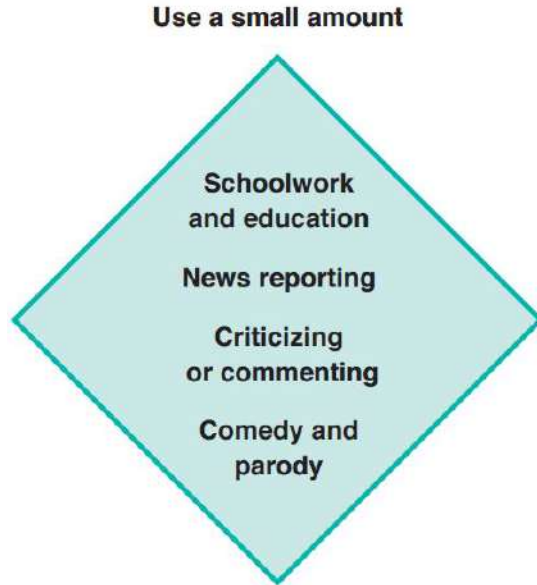 Use a small amount
Schoolwork
and education
News reporting
Criticizing
or commenting
Comedy and
parody